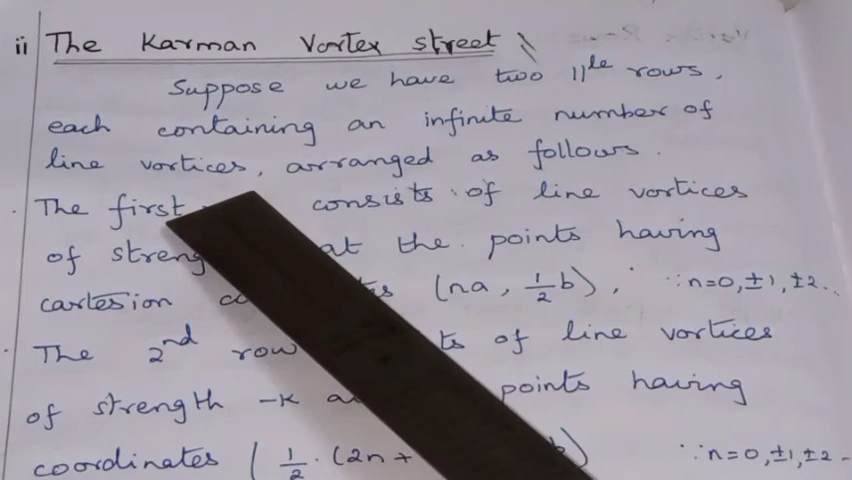 ii The Karman Vortex street
Suppose we have two 11le rows,
each containing an infinite number of
line vortices, arranged as follows.
The first consists of line vortices
of streng at the points having
cartesion co (na, 1/2 b), ∵ n=0, ±1, ±2..
The 2nd row ts of line vortices
of strength -K a points having
coordinates (1/2 . (2n + b) ∵ n=0, ±1, ±2 -